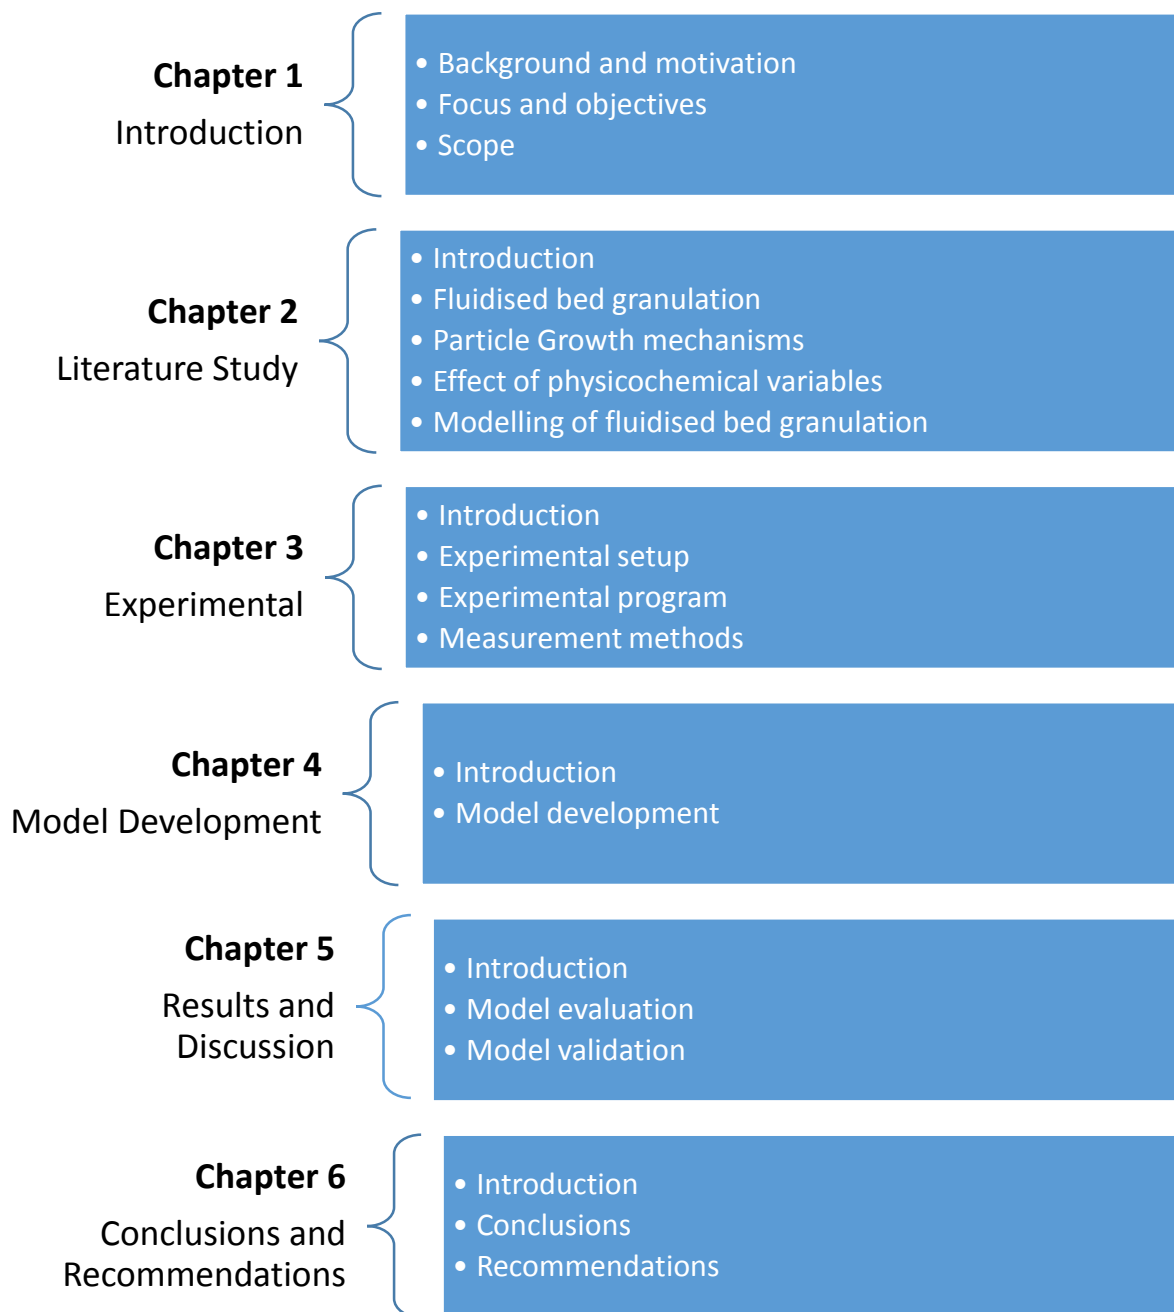 Chapter 1
Introduction
• Background and motivation
• Focus and objectives
• Scope
Chapter 2
Literature Study
• Introduction
• Fluidised bed granulation
• Particle Growth mechanisms
• Effect of physicochemical variables
• Modelling of fluidised bed granulation
Chapter 3
Experimental
• Introduction
• Experimental setup
• Experimental program
• Measurement methods
Chapter 4
Model Development
• Introduction
• Model development
Chapter 5
Results and
Discussion
• Introduction
• Model evaluation
• Model validation
Chapter 6
Conclusions and
Recommendations
• Introduction
• Conclusions
• Recommendations